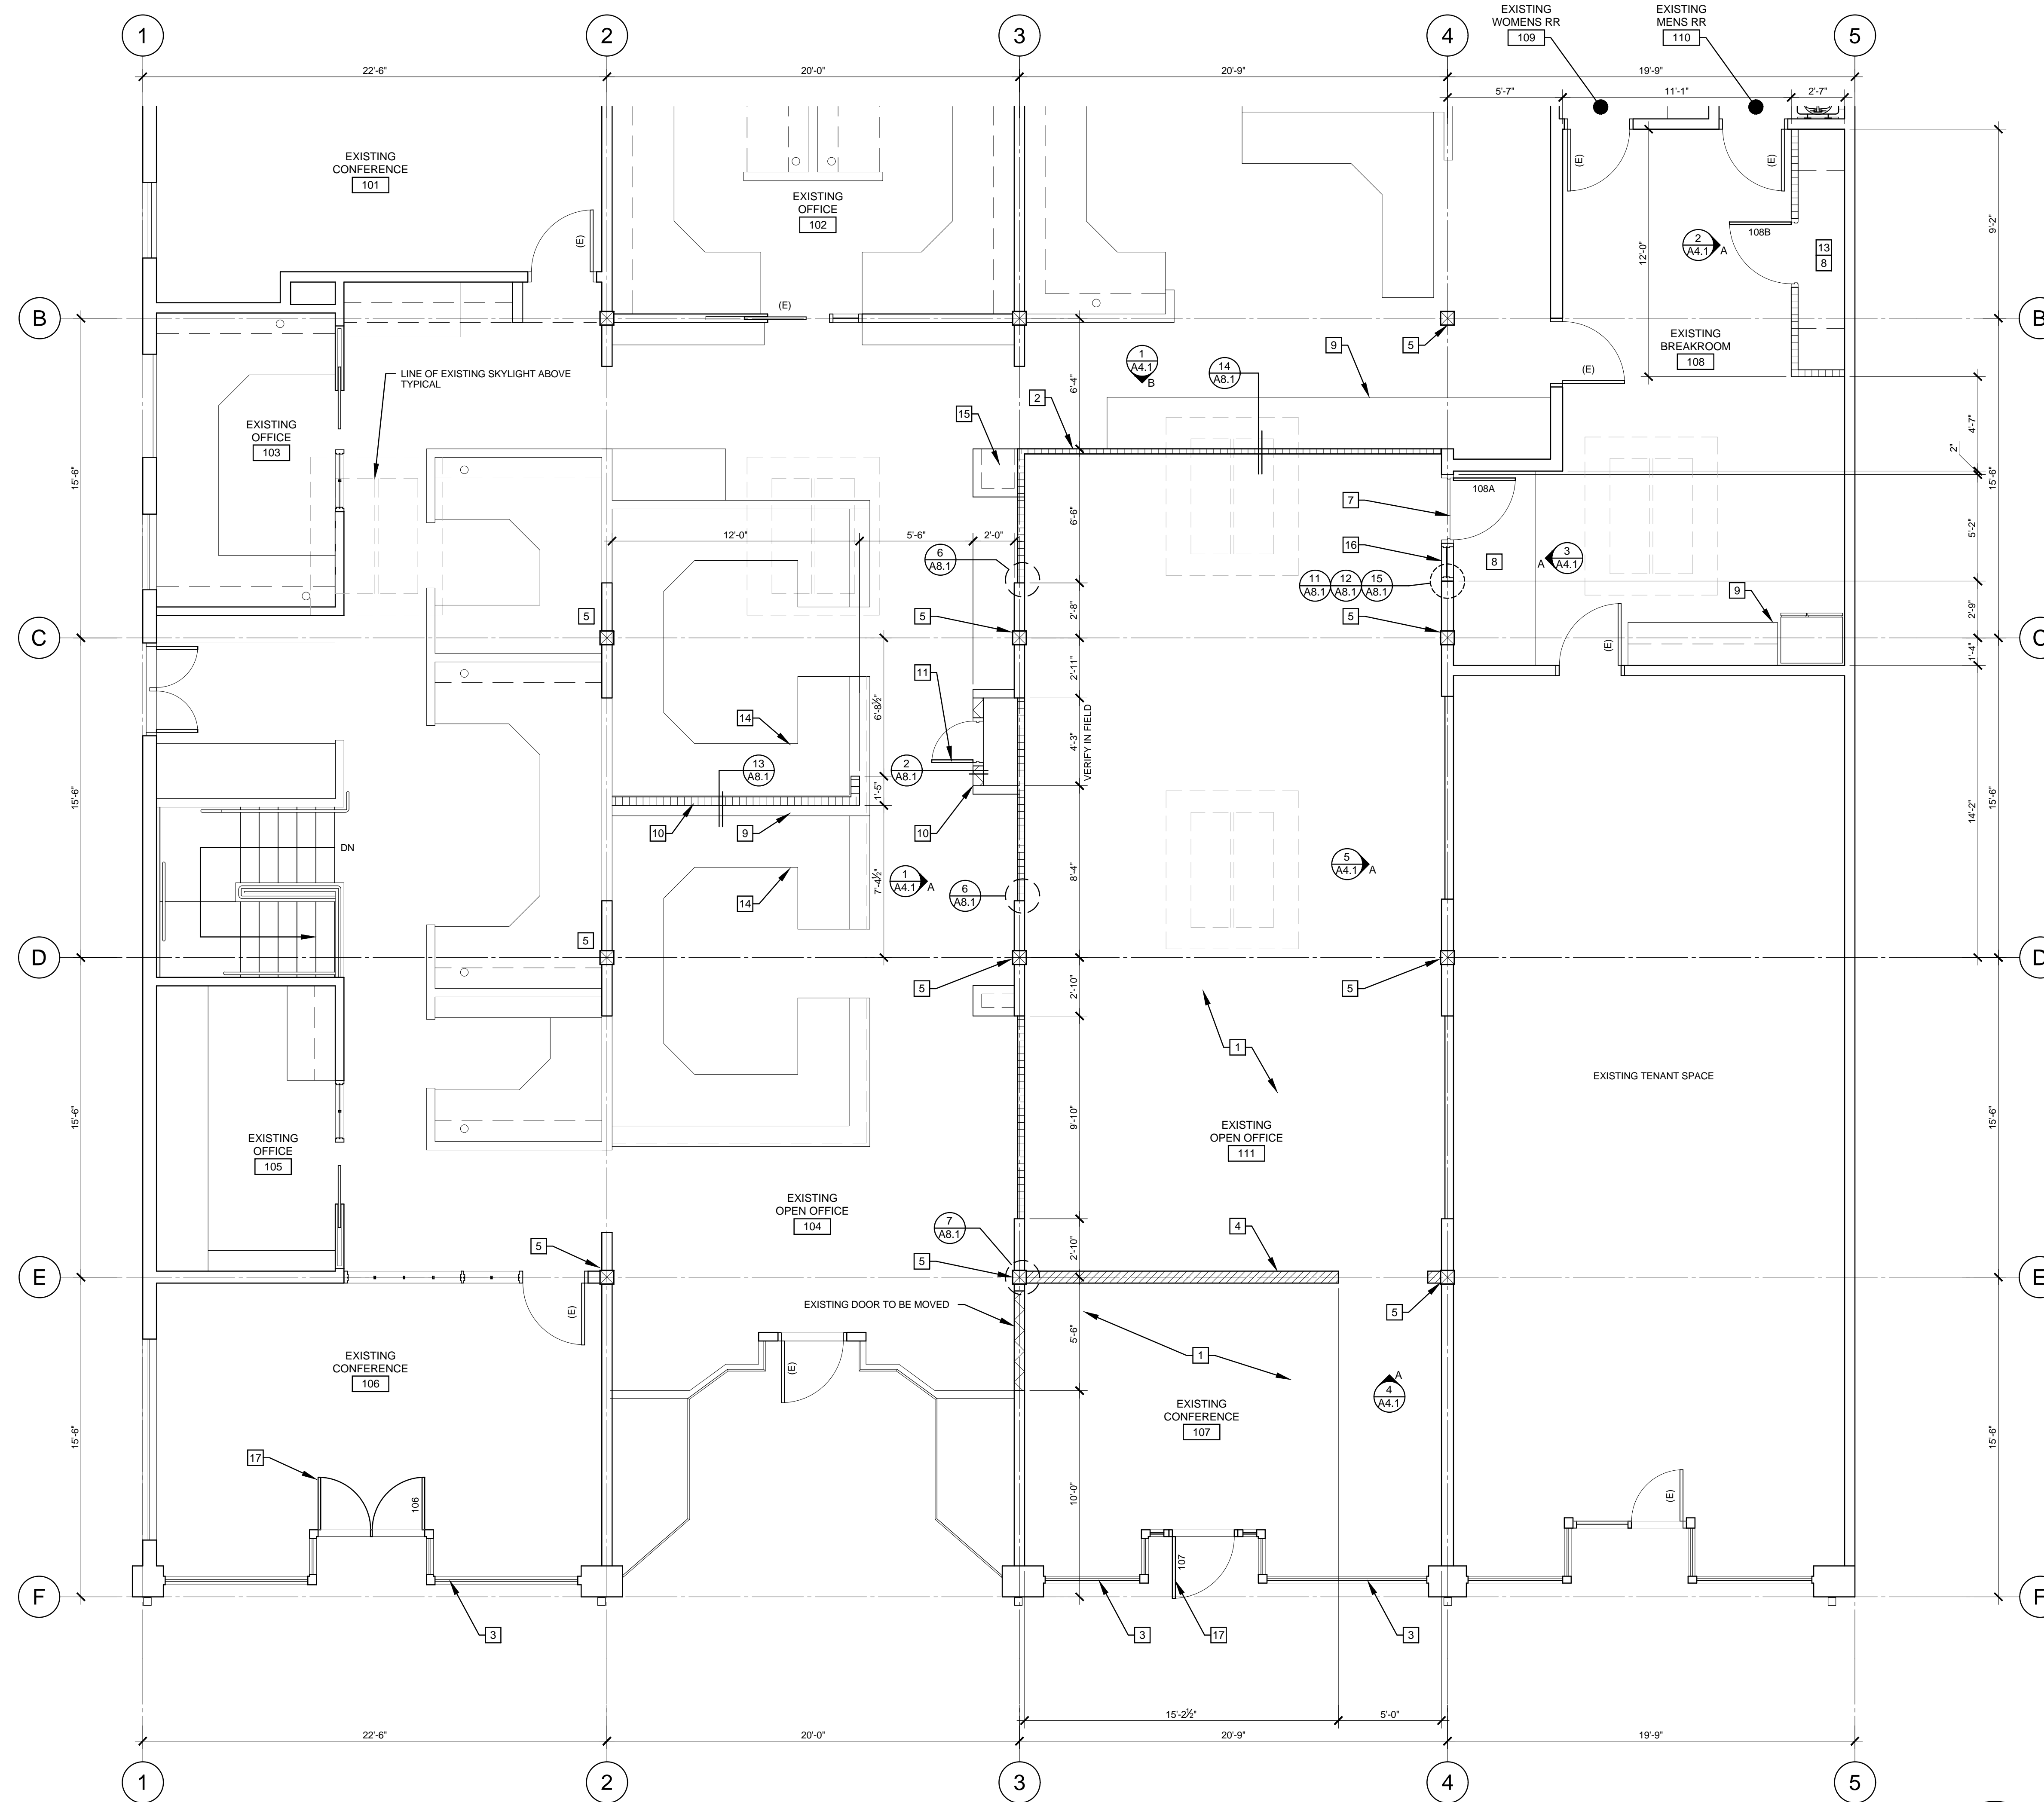 1
2
3
4
5
EXISTING
WOMENS RR
109
EXISTING
MENS RR
110
22'-6"
20'-0"
20'-9"
19'-9"
5'-7"
11'-1"
2'-7"
EXISTING
CONFERENCE
101
(E)
EXISTING
OFFICE
102
(E)
(E)
(E)
108B
2
A4.1
A
13
8
12'-0"
9'-2"
B
B
(E)
5
EXISTING
BREAKROOM
108
(E)
LINE OF EXISTING SKYLIGHT ABOVE
TYPICAL
1
A4.1
B
14
A8.1
9
6'-4"
2
15
EXISTING
OFFICE
103
15'-6"
4'-7"
2"
15'-6"
108A
7
6'-6"
12'-0"
5'-6"
2'-0"
6
A8.1
16
8
A
3
A4.1
5'-2"
11
A8.1
12
A8.1
15
A8.1
5
5
5
9
2'-8"
2'-9"
C
C
(E)
1'-4"
2'-11"
11
6'-8½"
14
4'-3"
VERIFY IN FIELD
13
A8.1
2
A8.1
1'-5"
15'-6"
14'-2"
15'-6"
10
9
10
DN
1
A4.1
A
7'-4½"
6
A8.1
8'-4"
5
A4.1
A
14
5
D
D
5
5
2'-10"
1
EXISTING TENANT SPACE
15'-6"
9'-10"
15'-6"
EXISTING
OFFICE
105
EXISTING
OPEN OFFICE
111
EXISTING
OPEN OFFICE
104
7
A8.1
4
5
5
2'-10"
E
E
(E)
EXISTING DOOR TO BE MOVED
5
5'-6"
1
EXISTING
CONFERENCE
106
(E)
A
4
A4.1
EXISTING
CONFERENCE
107
15'-6"
15'-6"
17
106
10'-0"
107
(E)
F
F
3
3
17
3
15'-2½"
5'-0"
22'-6"
20'-0"
20'-9"
19'-9"
1
2
3
4
5